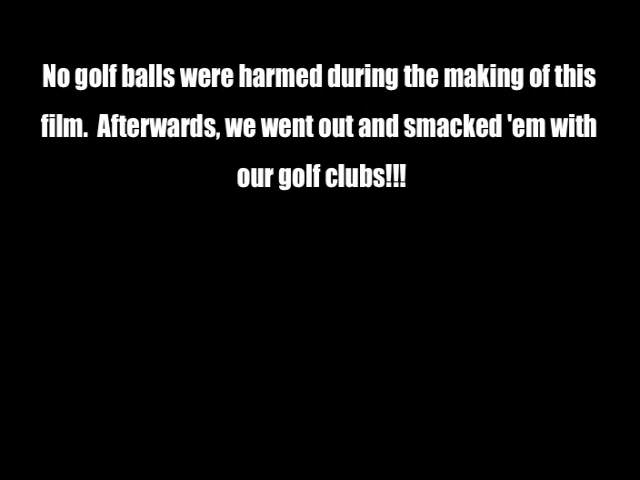 No golf balls were harmed during the making of this
film.  Afterwards, we went out and smacked 'em with
our golf clubs!!!